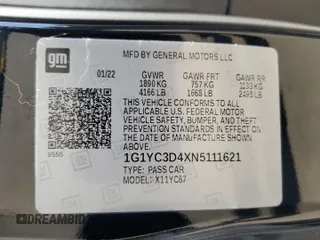 gm
MFD BY GENERAL MOTORS LLC
01/22 GVWR GAWR FRT GAWR RR
1890 KG 757 KG 1133 KG
4166 LB 1668 LB 2498 LB
THIS VEHICLE CONFORMS TO ALL APPLICABLE
U.S. FEDERAL MOTOR VEHICLE
SAFETY, BUMPER, AND THEFT
PREVENTION STANDARDS IN EFFECT ON
THE DATE OF MANUFACTURE SHOWN ABOVE.
1G1YC3D4XN5111621
TYPE: PASS CAR
MODEL: X11YC67
DREAMBID